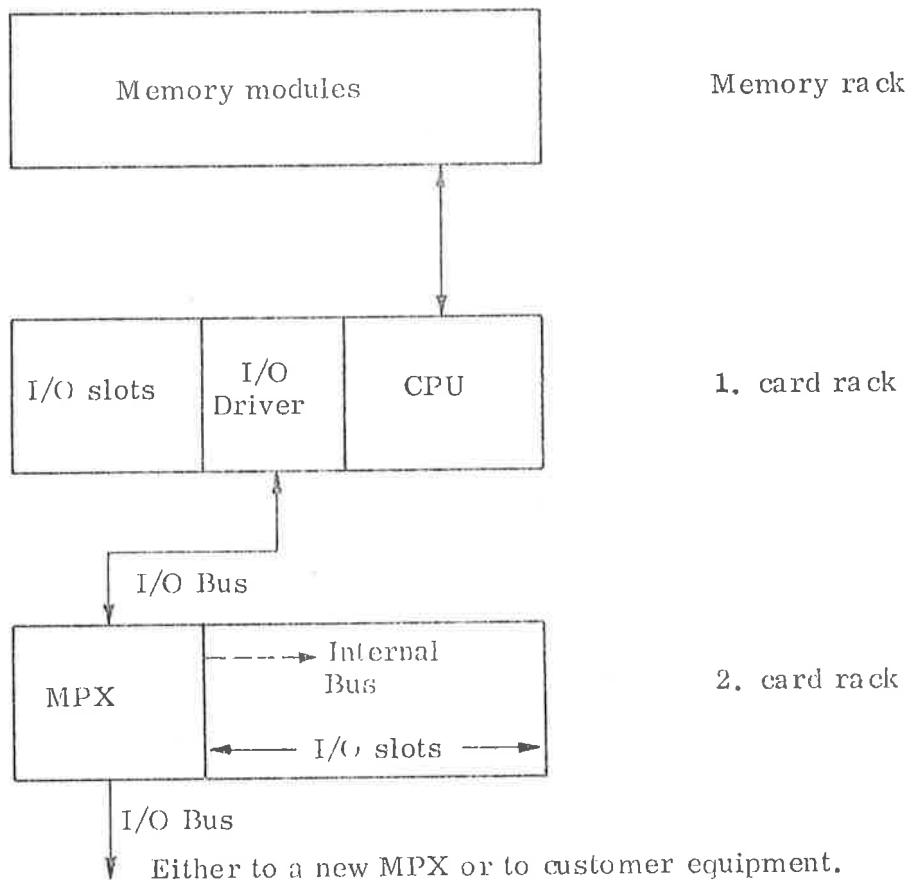 Memory modules
Memory rack
I/O slots
I/O
Driver
CPU
1. card rack
I/O Bus
MPX
Internal
Bus
I/O slots
2. card rack
I/O Bus
Either to a new MPX or to customer equipment.